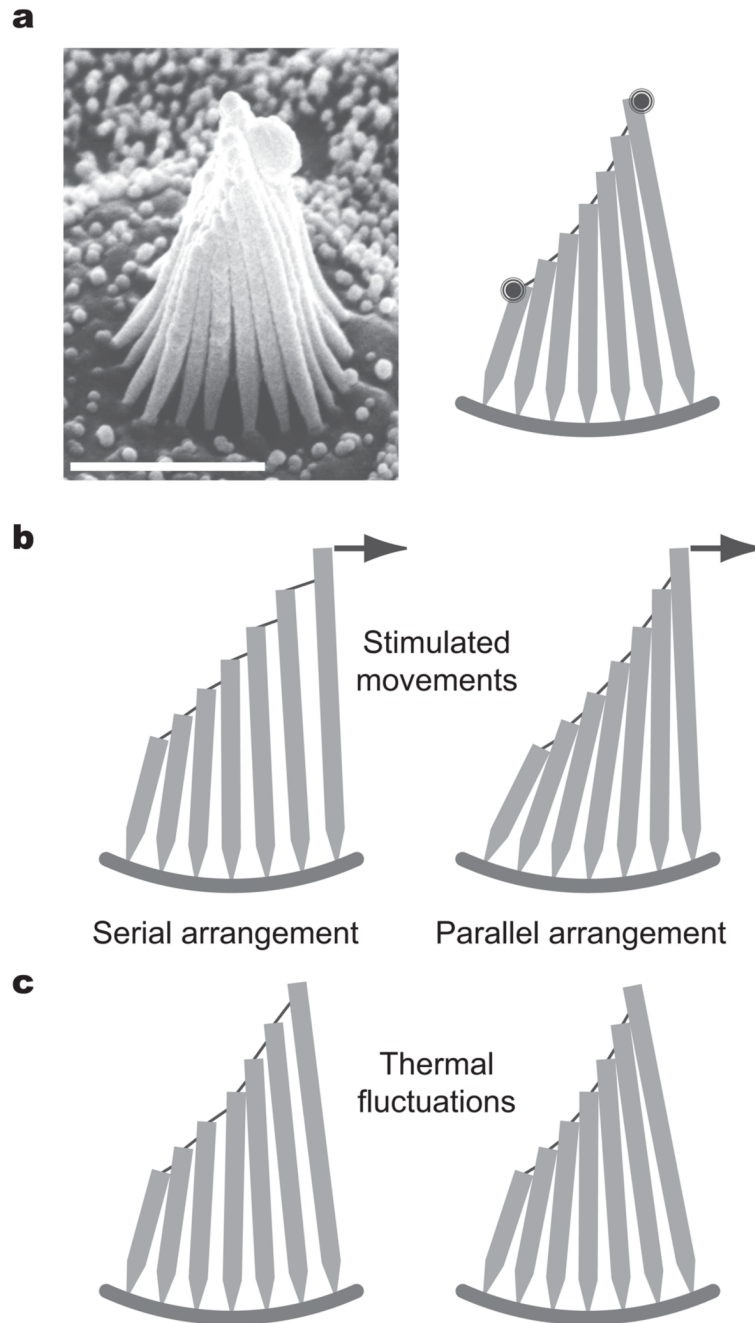 a
b
Stimulated
movements
Serial arrangement
Parallel arrangement
c
Thermal
fluctuations